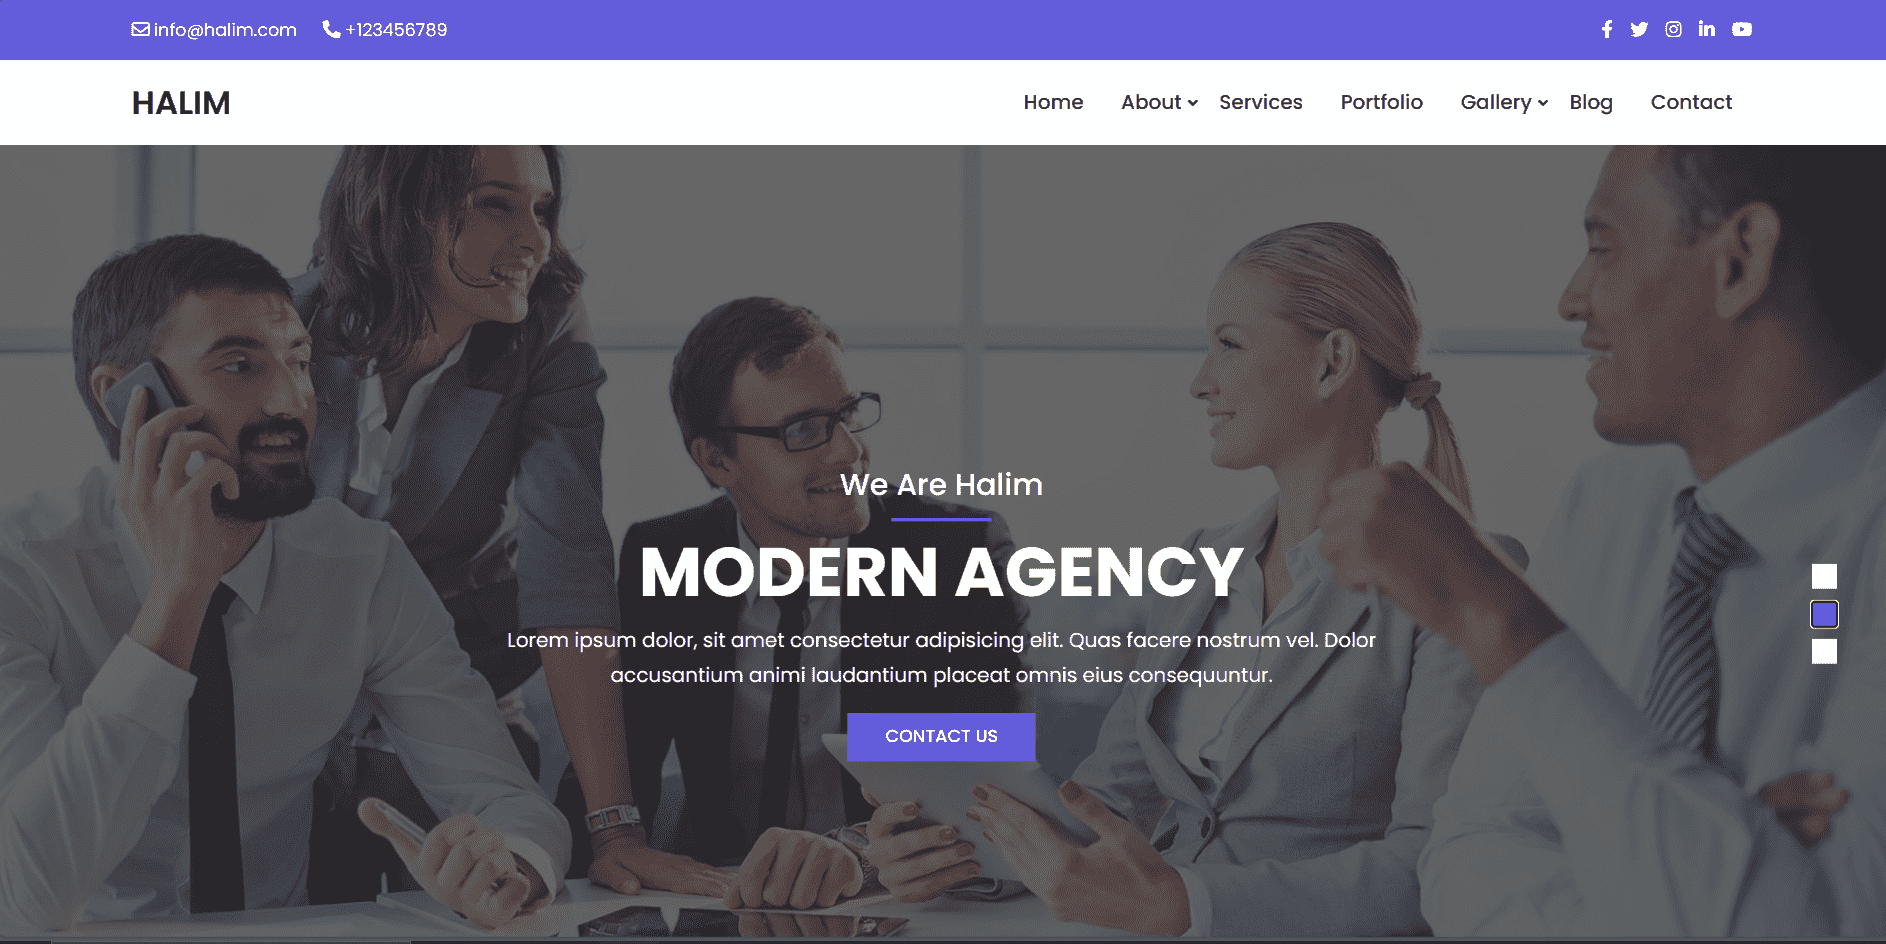 info@halim.com +123456789
HALIM
Home About Services Portfolio Gallery Blog Contact
We Are Halim
MODERN AGENCY
Lorem ipsum dolor, sit amet consectetur adipisicing elit. Quas facere nostrum vel. Dolor
accusantium animi laudantium placeat omnis eius consequuntur.
CONTACT US